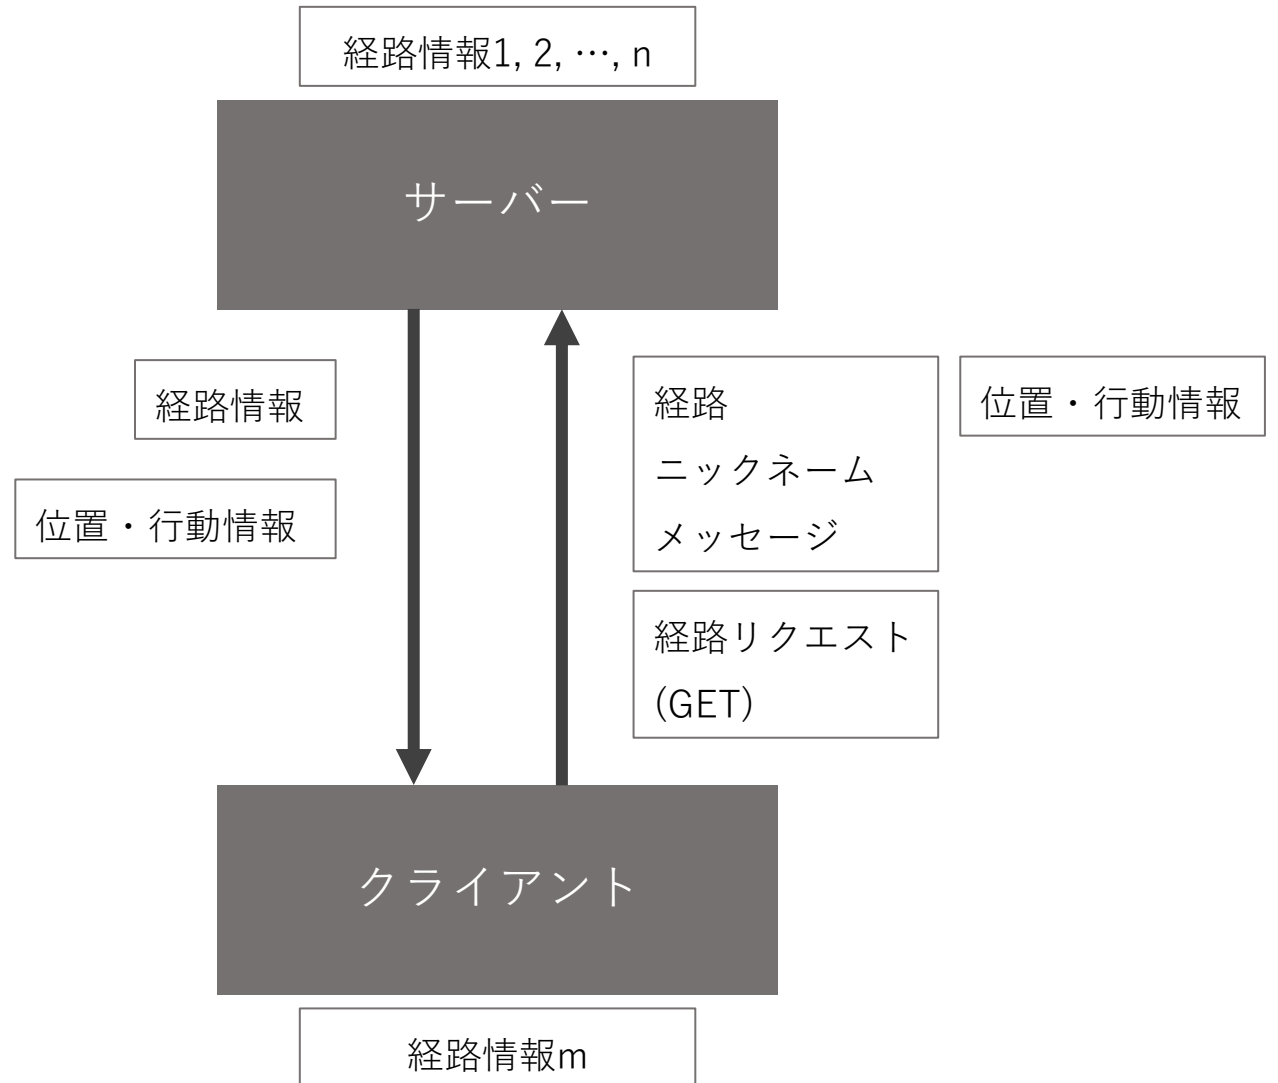 経路情報1, 2, …, n
サーバー
経路情報
位置・行動情報
経路
ニックネーム
メッセージ
位置・行動情報
経路リクエスト
(GET)
クライアント
経路情報m